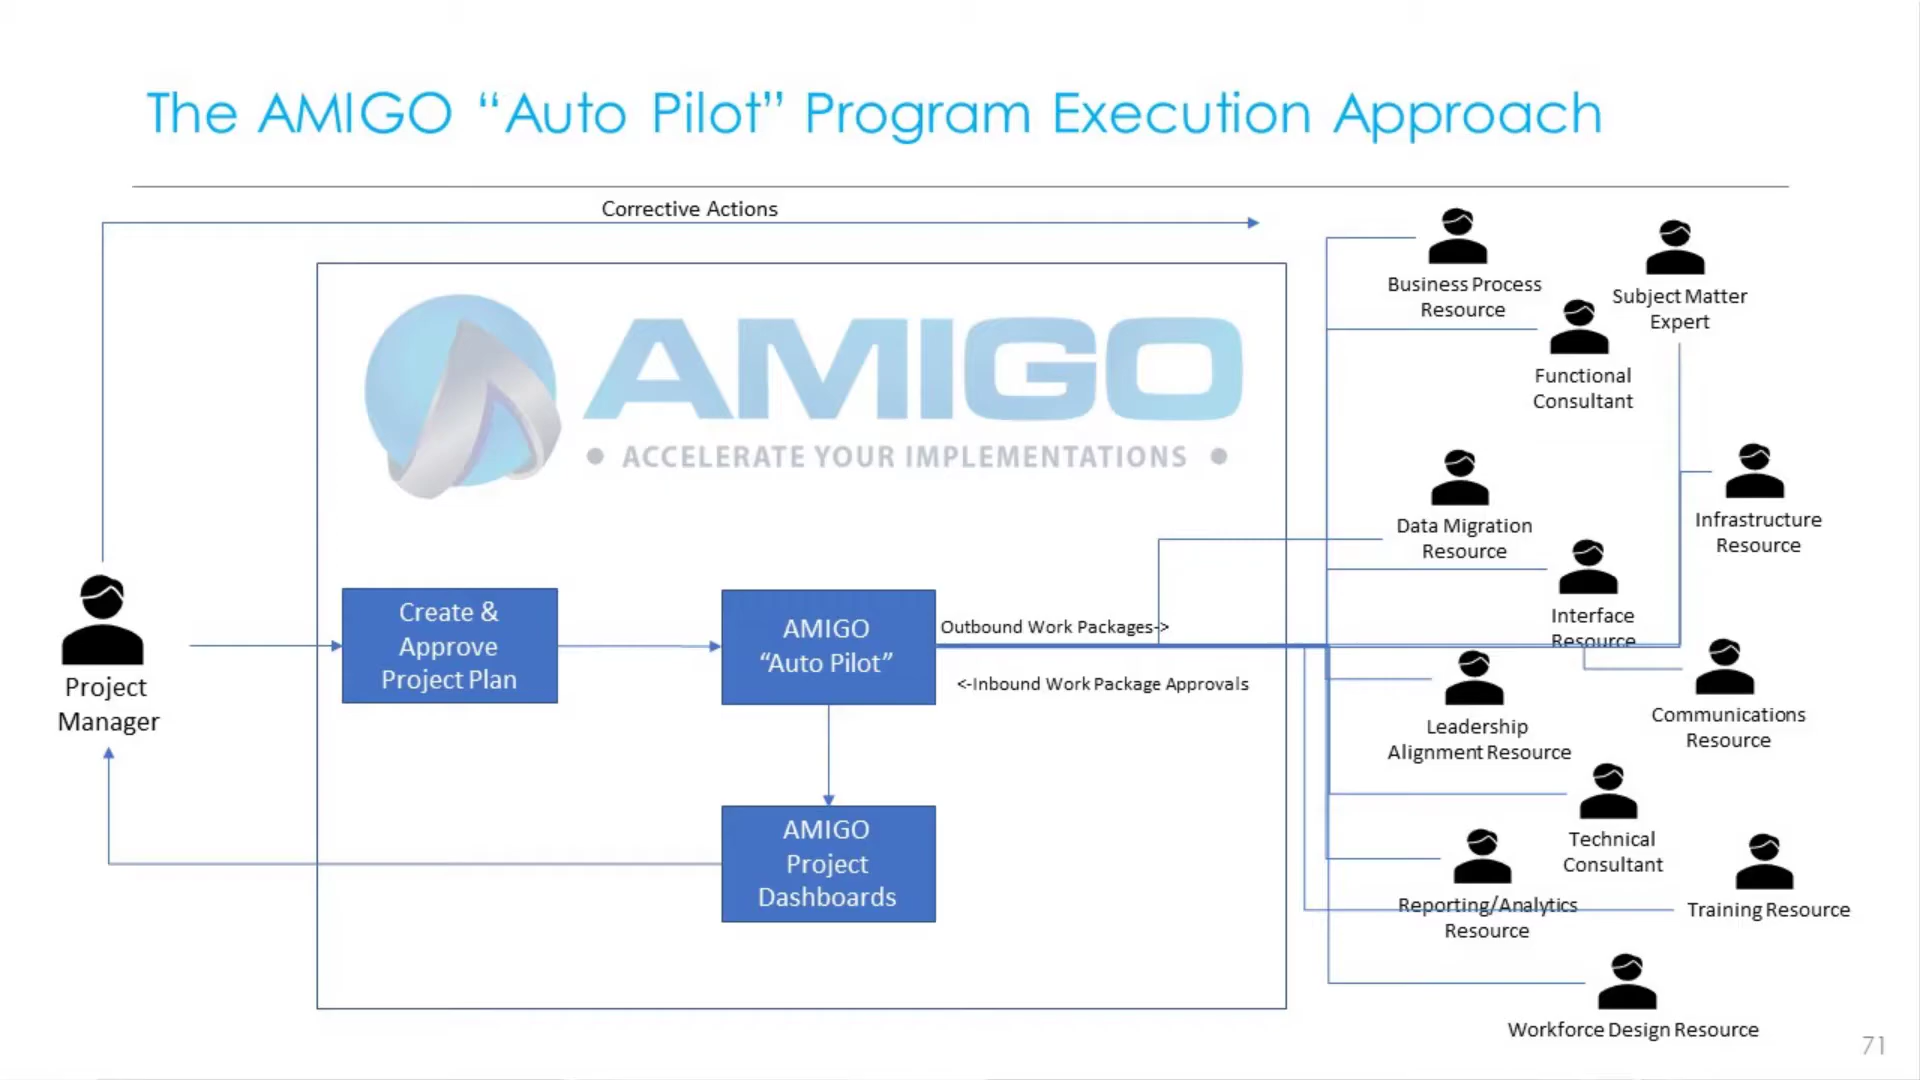 The AMIGO “Auto Pilot” Program Execution Approach
Corrective Actions
AMIGO
• ACCELERATE YOUR IMPLEMENTATIONS •
Project
Manager
Create &
Approve
Project Plan
AMIGO
“Auto Pilot”
Outbound Work Packages->
<-Inbound Work Package Approvals
AMIGO
Project
Dashboards
Business Process
Resource
Subject Matter
Expert
Functional
Consultant
Data Migration
Resource
Infrastructure
Resource
Interface
Resource
Leadership
Alignment Resource
Communications
Resource
Technical
Consultant
Reporting/Analytics
Resource
Training Resource
Workforce Design Resource
71